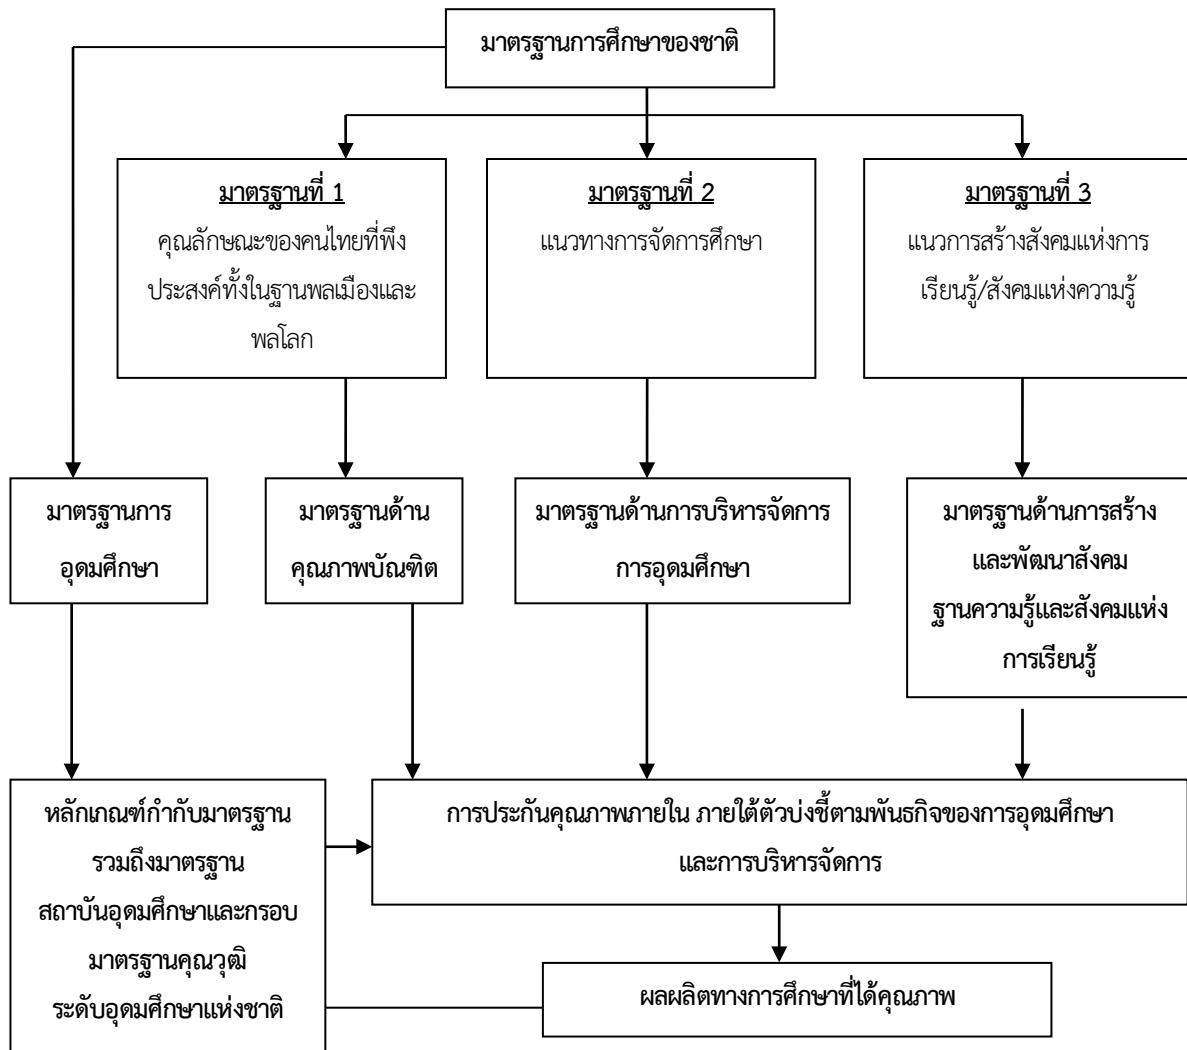 มาตรฐานการศึกษาของชาติ
มาตรฐานที่ 1
คุณลักษณะของคนไทยที่พึง
ประสงค์ทั้งในฐานพลเมืองและ
พลโลก
มาตรฐานที่ 2
แนวทางการจัดการศึกษา
มาตรฐานที่ 3
แนวการสร้างสังคมแห่งการ
เรียนรู้/สังคมแห่งความรู้
มาตรฐานการ
อุดมศึกษา
มาตรฐานด้าน
คุณภาพบัณฑิต
มาตรฐานด้านการบริหารจัดการ
การอุดมศึกษา
มาตรฐานด้านการสร้าง
และพัฒนาสังคม
ฐานความรู้และสังคมแห่ง
การเรียนรู้
หลักเกณฑ์กำกับมาตรฐาน
รวมถึงมาตรฐาน
สถาบันอุดมศึกษาและกรอบ
มาตรฐานคุณวุฒิ
ระดับอุดมศึกษาแห่งชาติ
การประกันคุณภาพภายใน ภายใต้ตัวบ่งชี้ตามพันธกิจของการอุดมศึกษา
และการบริหารจัดการ
ผลผลิตทางการศึกษาที่ได้คุณภาพ